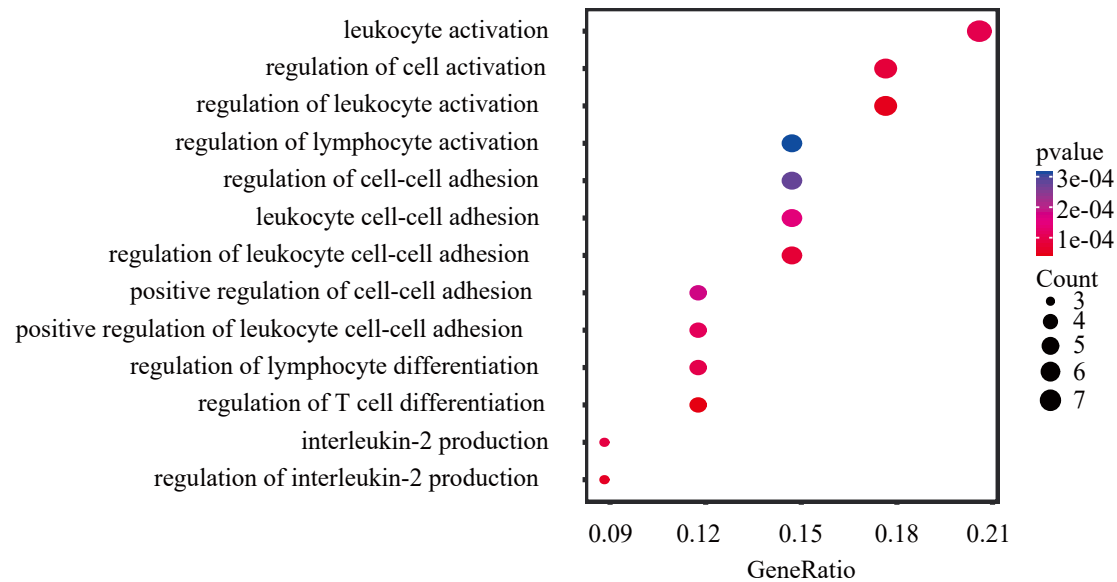 leukocyte activation
regulation of cell activation
regulation of leukocyte activation
regulation of lymphocyte activation
regulation of cell-cell adhesion
leukocyte cell-cell adhesion
regulation of leukocyte cell-cell adhesion
positive regulation of cell-cell adhesion
positive regulation of leukocyte cell-cell adhesion
regulation of lymphocyte differentiation
regulation of T cell differentiation
interleukin-2 production
regulation of interleukin-2 production
0.09 0.12 0.15 0.18 0.21
GeneRatio
pvalue
3e-04
2e-04
1e-04
Count
3
4
5
6
7